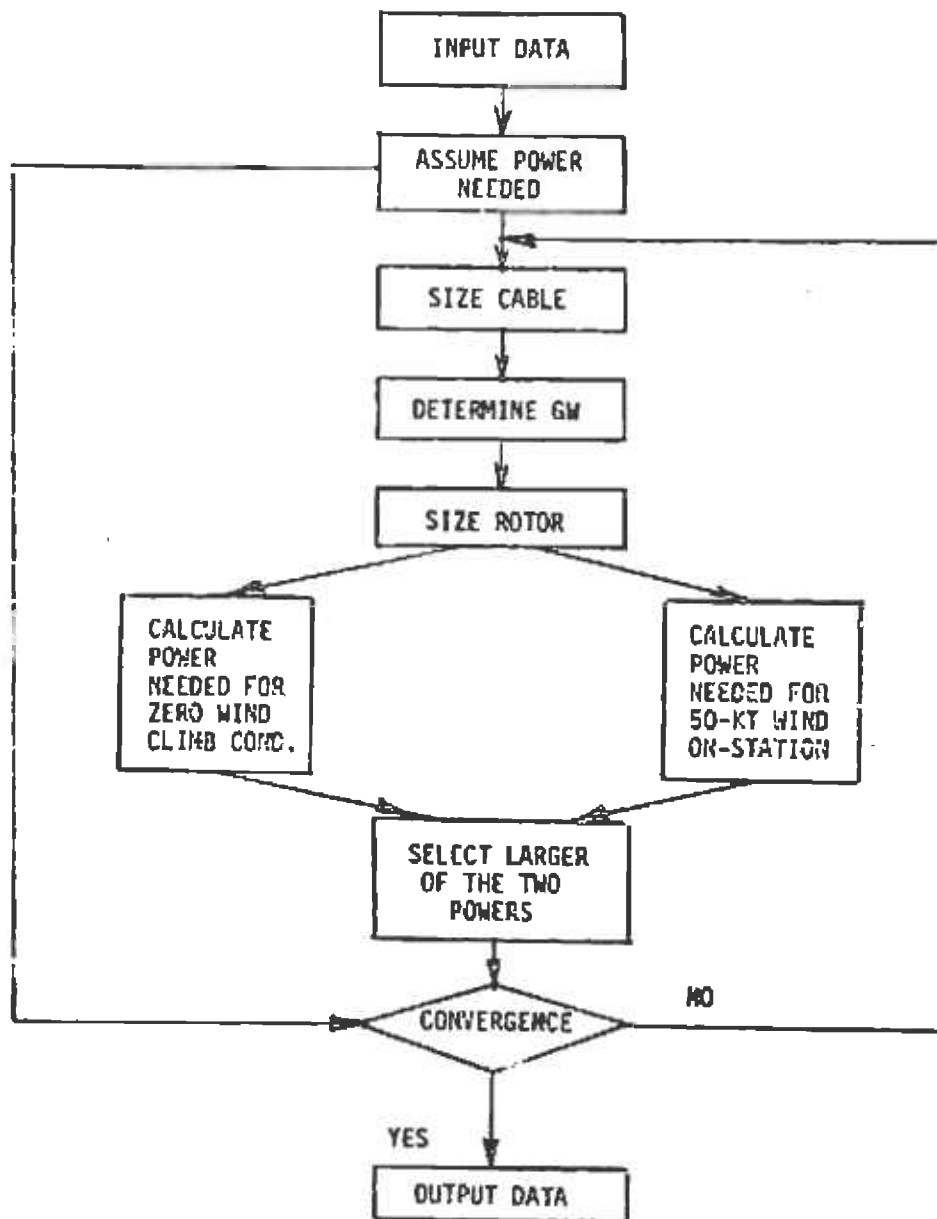 INPUT DATA
ASSUME POWER
NEEDED
SIZE CABLE
DETERMINE GW
SIZE ROTOR
CALCULATE
POWER
NEEDED FOR
ZERO WIND
CLIMB COND.
CALCULATE
POWER
NEEDED FOR
50-KT WIND
ON-STATION
SELECT LARGER
OF THE TWO
POWERS
CONVERGENCE
NO
YES
OUTPUT DATA